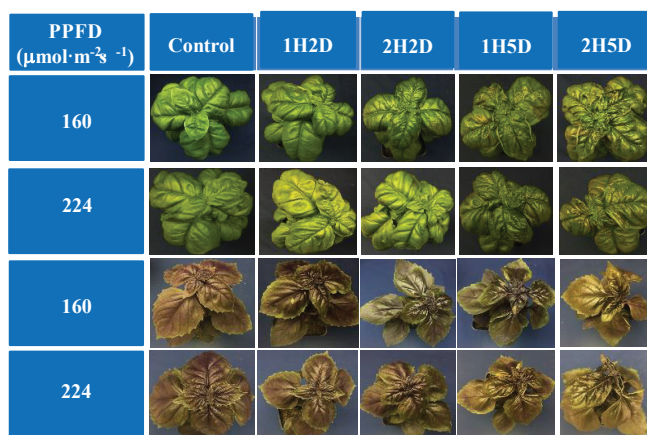 PPFD
(μmol·m-2s -1)
Control
1H2D
2H2D
1H5D
2H5D
160
224
160
224